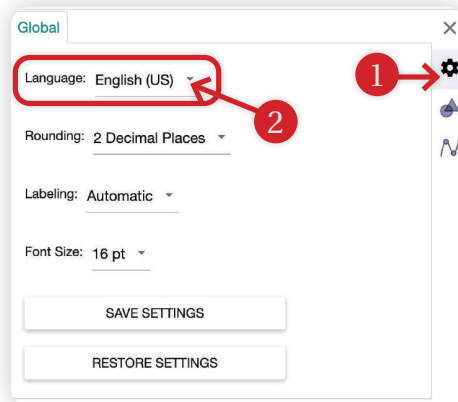 Global
Language: English (US)
1
2
Rounding: 2 Decimal Places
Labeling: Automatic
Font Size: 16 pt
SAVE SETTINGS
RESTORE SETTINGS